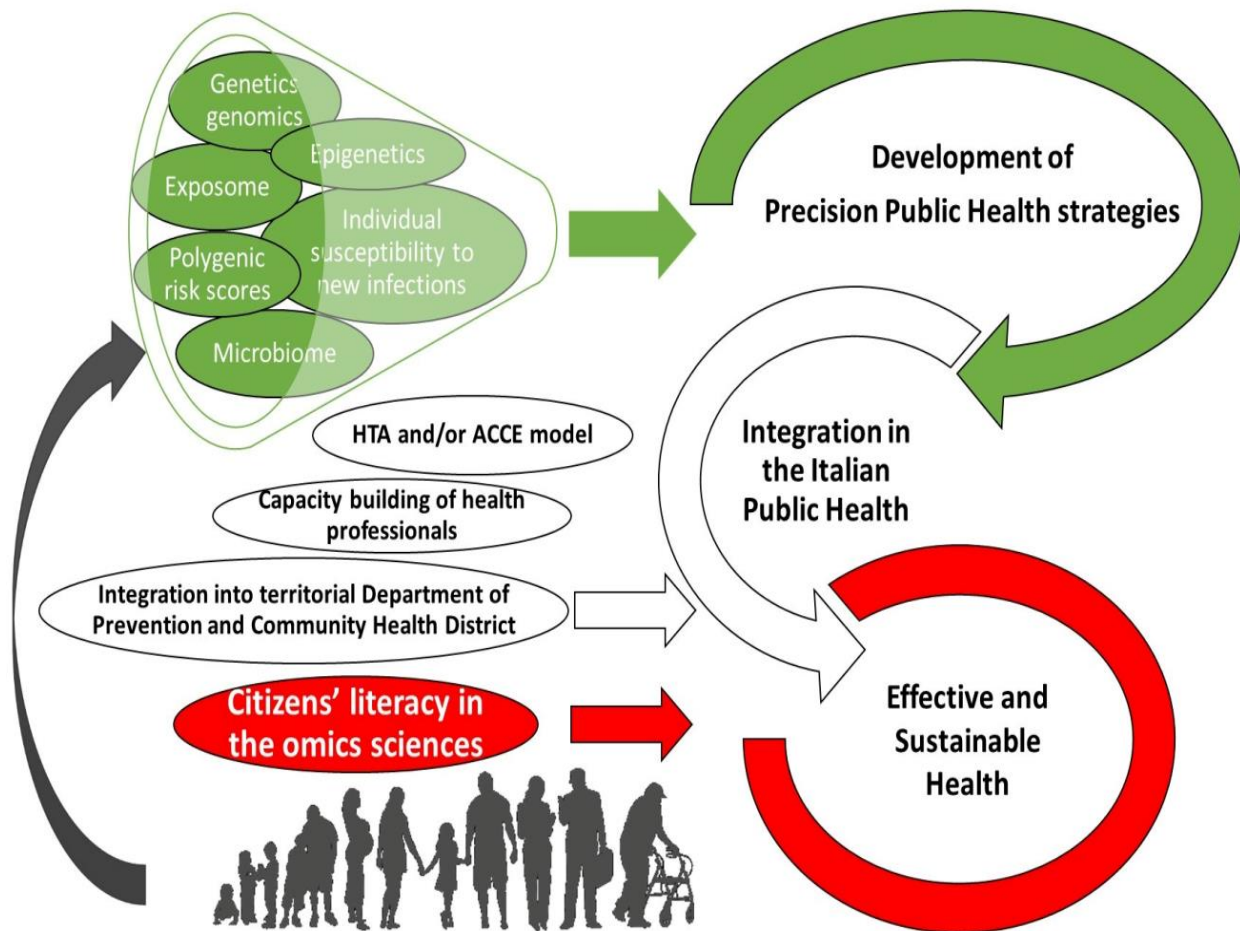 Genetics
genomics
Epigenetics
Exposome
Individual
susceptibility to
new infections
Polygenic
risk scores
Microbiome
Development of
Precision Public Health strategies
HTA and/or ACCE model
Capacity building of health
professionals
Integration into territorial Department of
Prevention and Community Health District
Integration in
the Italian
Public Health
Citizens’ literacy in
the omics sciences
Effective and
Sustainable
Health